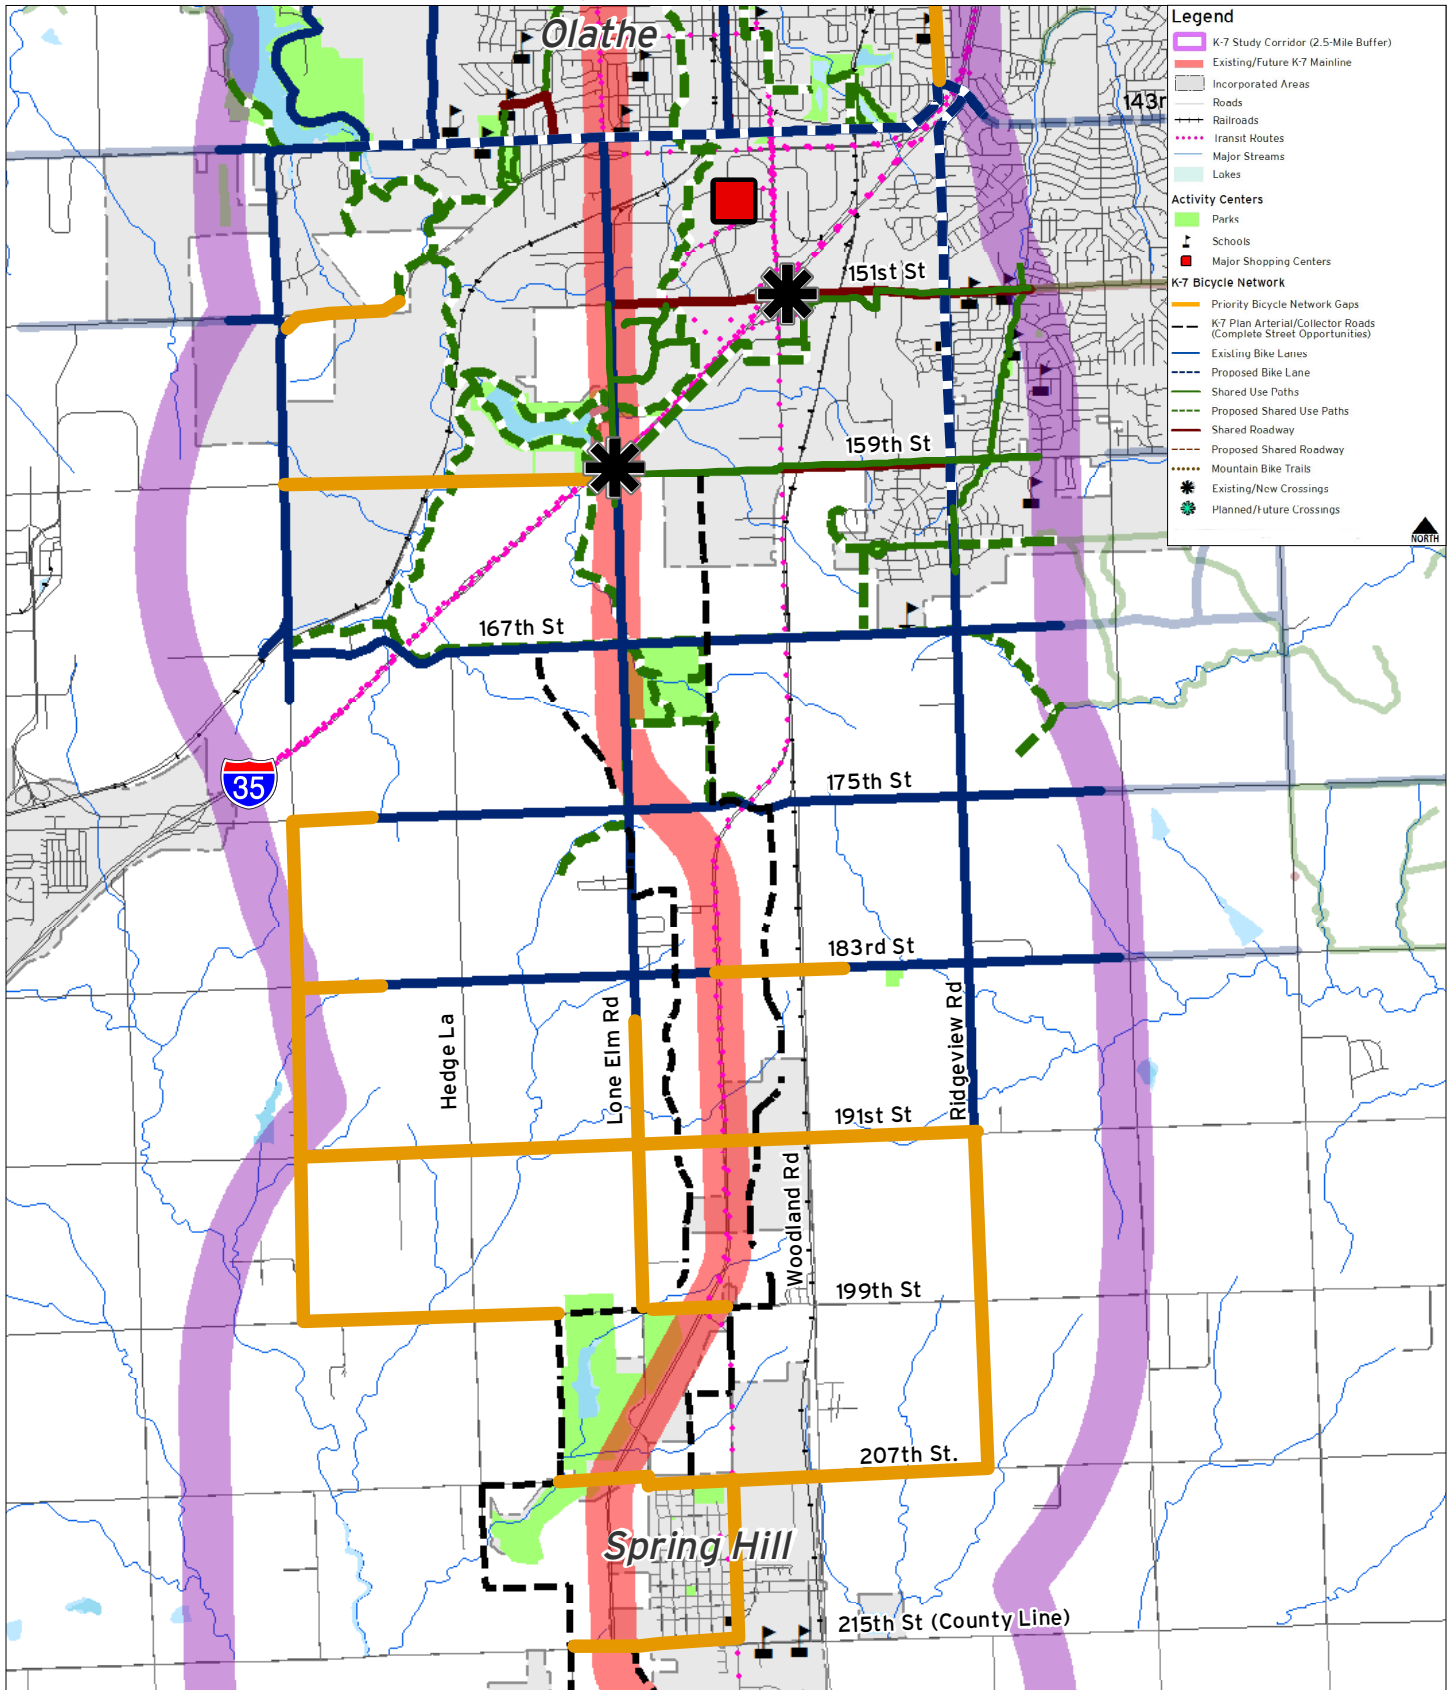 Olathe
143r
151st St
159th St
167th St
35
175th St
183rd St
Hedge La
Lone Elm Rd
Ridgeview Rd
191st St
Woodland Rd
199th St
207th St.
Spring Hill
215th St (County Line)
Legend
K-7 Study Corridor (2.5-Mile Buffer)
Existing/Future K-7 Mainline
Incorporated Areas
Roads
Railroads
Transit Routes
Major Streams
Lakes
Activity Centers
Parks
Schools
Major Shopping Centers
K-7 Bicycle Network
Priority Bicycle Network Gaps
K-7 Plan Arterial/Collector Roads
(Complete Street Opportunities)
Existing Bike Lanes
Proposed Bike Lane
Shared Use Paths
Proposed Shared Use Paths
Shared Roadway
Proposed Shared Roadway
Mountain Bike Trails
Existing/New Crossings
Planned/Future Crossings
NORTH